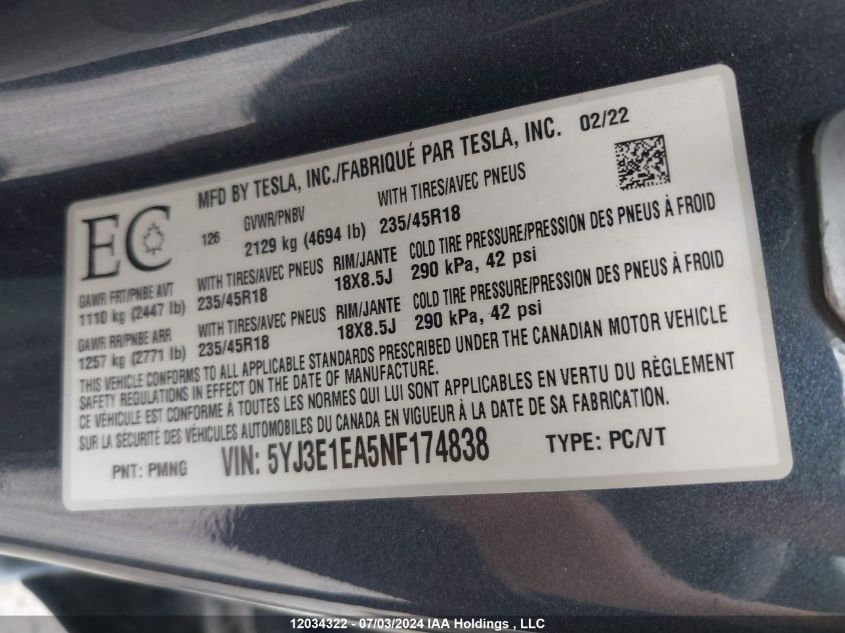 MFD BY TESLA, INC./FABRIQUÉ PAR TESLA, INC. 02/22
EC
126
GVWR/PNBV
2129 kg (4694 lb)
WITH TIRES/AVEC PNEUS
235/45R18
GAWR FRT/PNBE AVT
1110 kg (2447 lb)
WITH TIRES/AVEC PNEUS
235/45R18
RIM/JANTE
18X8.5J
COLD TIRE PRESSURE/PRESSION DES PNEUS À FROID
290 kPa, 42 psi
GAWR RR/PNBE ARR
1257 kg (2771 lb)
WITH TIRES/AVEC PNEUS
235/45R18
RIM/JANTE
18X8.5J
COLD TIRE PRESSURE/PRESSION DES PNEUS À FROID
290 kPa, 42 psi
THIS VEHICLE CONFORMS TO ALL APPLICABLE STANDARDS PRESCRIBED UNDER THE CANADIAN MOTOR VEHICLE
SAFETY REGULATIONS IN EFFECT ON THE DATE OF MANUFACTURE.
CE VÉHICULE EST CONFORME À TOUTES LES NORMES QUI LUI SONT APPLICABLES EN VERTU DU RÈGLEMENT
SUR LA SÉCURITÉ DES VÉHICULES AUTOMOBILES DU CANADA EN VIGUEUR À LA DATE DE SA FABRICATION.
PNT: PMNG VIN: 5YJ3E1EA5NF174838 TYPE: PC/VT
12034322 - 07/03/2024 IAA Holdings , LLC